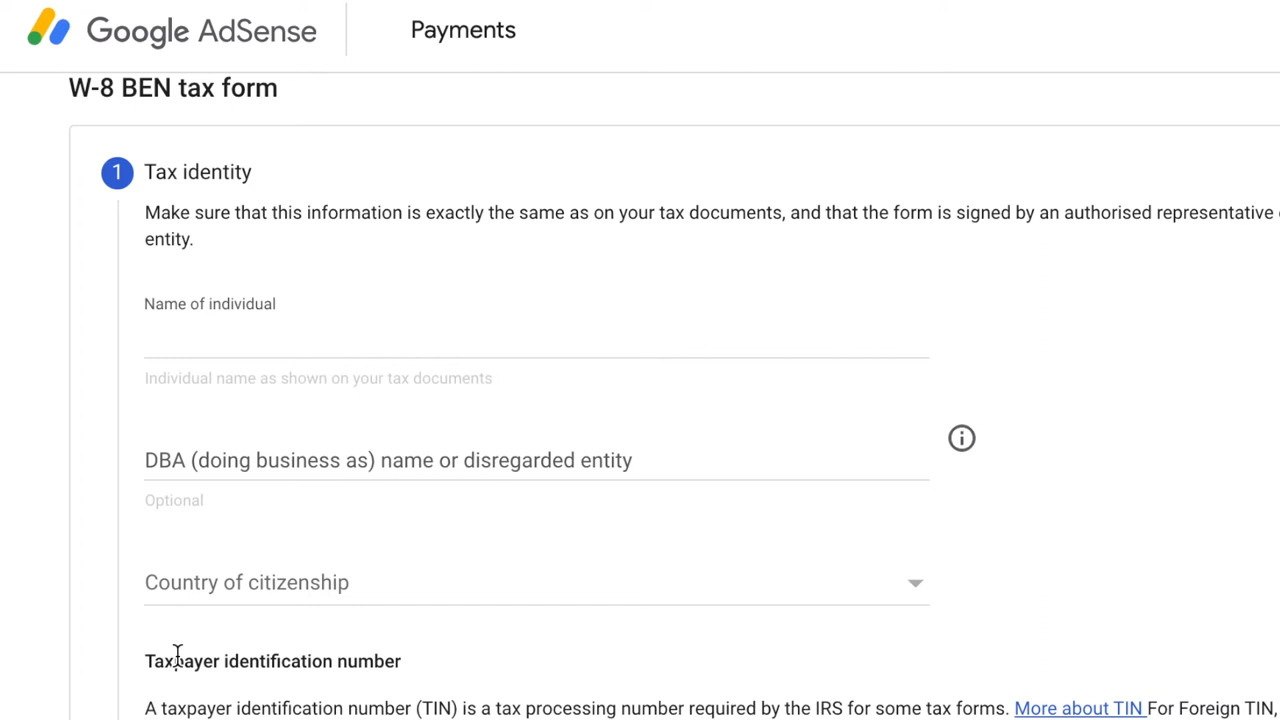 Google AdSense
Payments
W-8 BEN tax form
1 Tax identity
Make sure that this information is exactly the same as on your tax documents, and that the form is signed by an authorised representative
entity.
Name of individual
Individual name as shown on your tax documents
DBA (doing business as) name or disregarded entity
Optional
Country of citizenship
Taxpayer identification number
A taxpayer identification number (TIN) is a tax processing number required by the IRS for some tax forms. More about TIN For Foreign TIN,